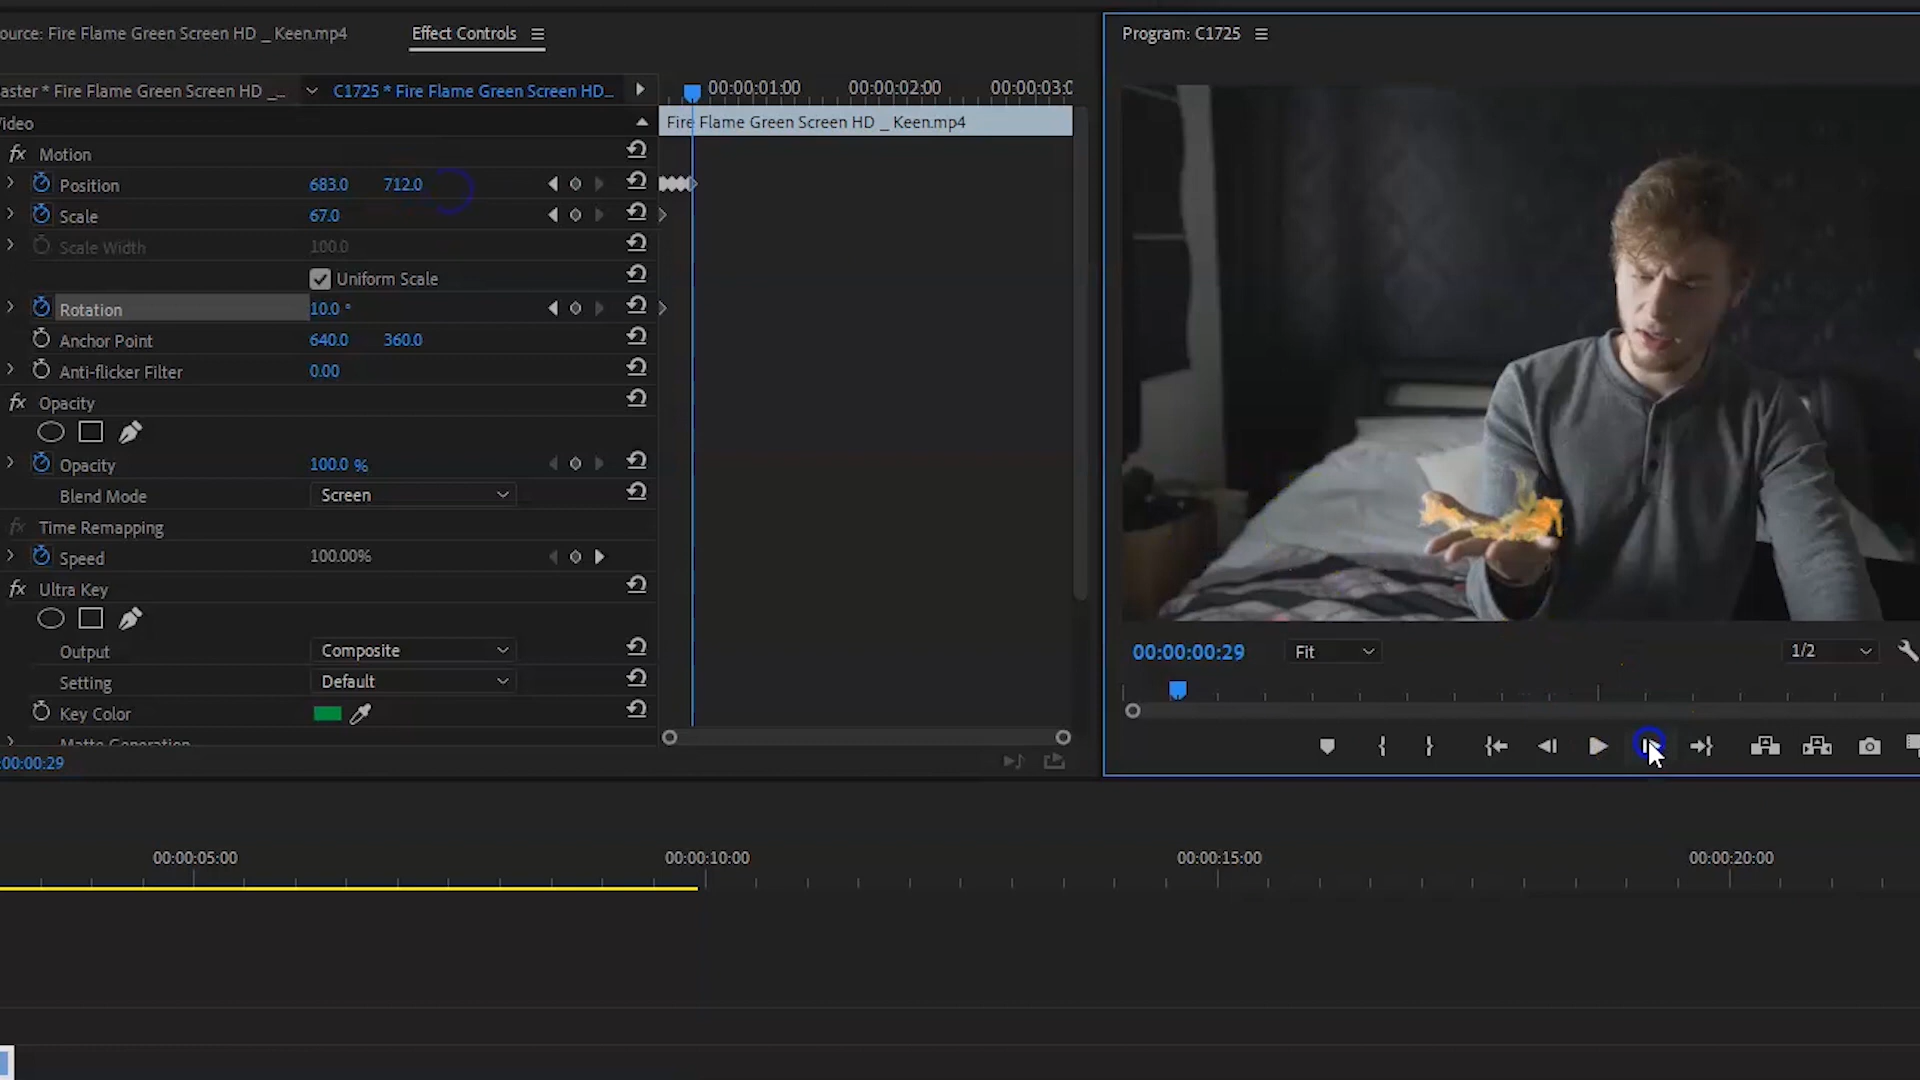 ource: Fire Flame Green Screen HD _ Keen.mp4
Effect Controls
Program: C1725
aster * Fire Flame Green Screen HD _...
C1725 * Fire Flame Green Screen HD...
00:00:01:00
00:00:02:00
00:00:03:0
ideo
Fire Flame Green Screen HD _ Keen.mp4
fx Motion
Position 683.0 712.0
Scale 67.0
Scale Width 100.0
Uniform Scale
Rotation 10.0 °
Anchor Point 640.0 360.0
Anti-flicker Filter 0.00
fx Opacity
Opacity 100.0 %
Blend Mode Screen
fx Time Remapping
Speed 100.00%
fx Ultra Key
Output Composite
Setting Default
Key Color
Matte Generation
:00:00:29
00:00:00:29
Fit
1/2
00:00:05:00
00:00:10:00
00:00:15:00
00:00:20:00